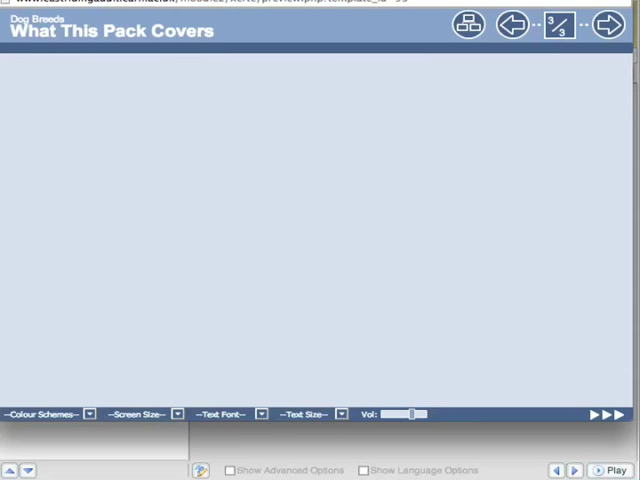 Dog Breeds
What This Pack Covers
3/3
--Colour Schemes--
--Screen Size--
--Text Font--
--Text Size--
Vol:
Show Advanced Options
Show Language Options
Play